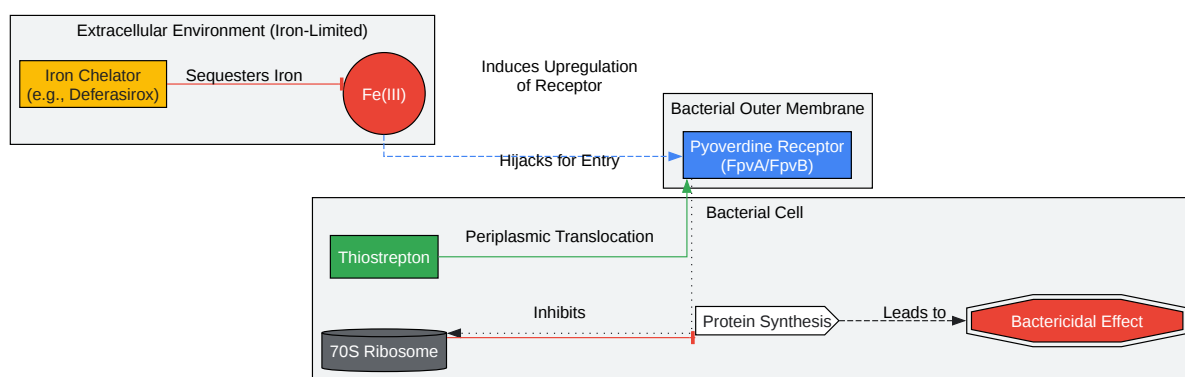 Extracellular Environment (Iron-Limited)
Iron Chelator
(e.g., Deferasirox)
Sequesters Iron
Fe(III)
Induces Upregulation
of Receptor
Bacterial Outer Membrane
Pyoverdine Receptor
(FpvA/FpvB)
Hijacks for Entry
Bacterial Cell
Periplasmic Translocation
Thiostrepton
Inhibits
Protein Synthesis
Leads to
Bactericidal Effect
70S Ribosome